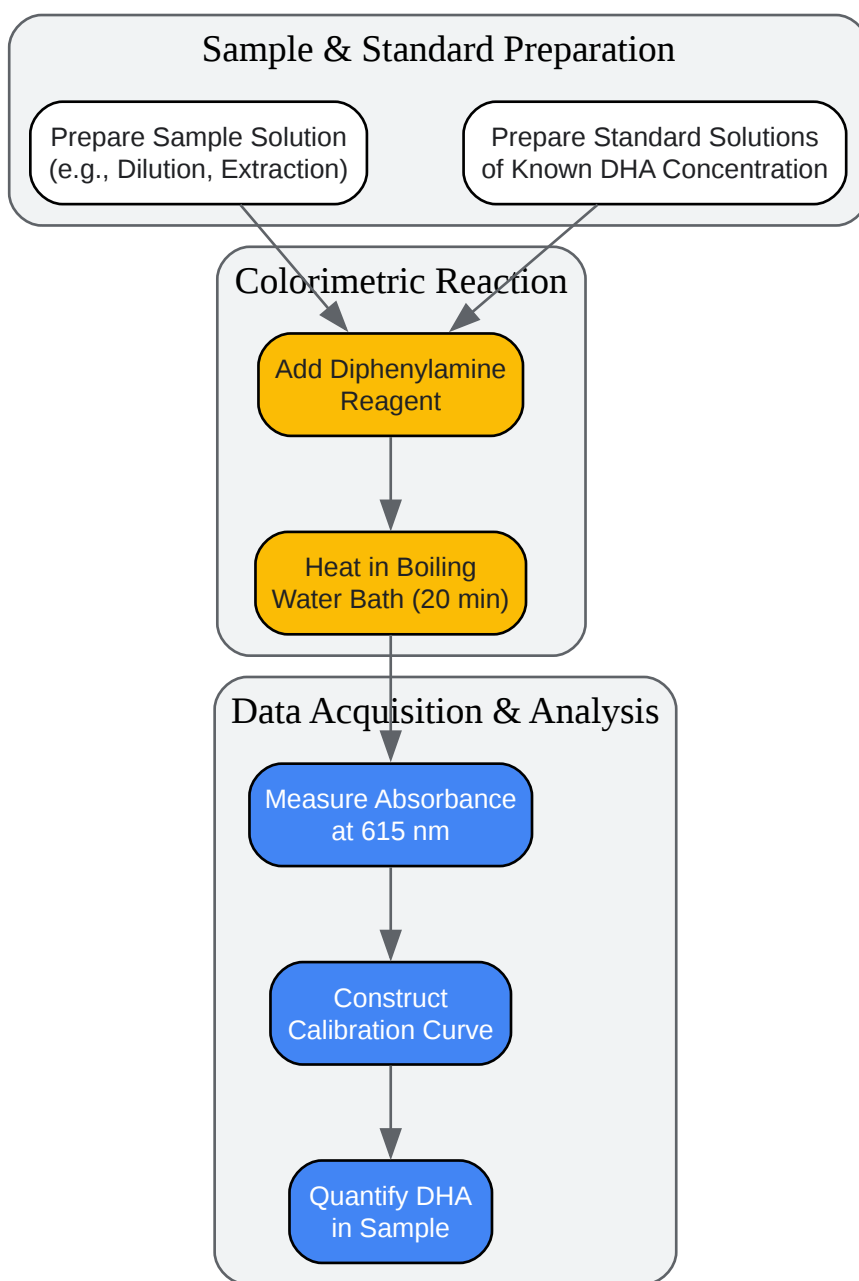 Sample & Standard Preparation
Prepare Sample Solution
(e.g., Dilution, Extraction)
Prepare Standard Solutions
of Known DHA Concentration
Colorimetric Reaction
Add Diphenylamine
Reagent
Heat in Boiling
Water Bath (20 min)
Data Acquisition & Analysis
Measure Absorbance
at 615 nm
Construct
Calibration Curve
Quantify DHA
in Sample